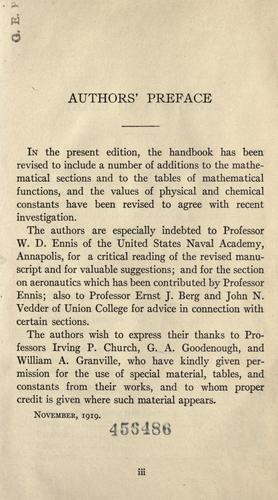 G. E.
AUTHORS' PREFACE
In the present edition, the handbook has been
revised to include a number of additions to the mathe-
matical sections and to the tables of mathematical
functions, and the values of physical and chemical
constants have been revised to agree with recent
investigation.
The authors are especially indebted to Professor
W. D. Ennis of the United States Naval Academy,
Annapolis, for a critical reading of the revised manu-
script and for valuable suggestions; and for the section
on aeronautics which has been contributed by Professor
Ennis; also to Professor Ernst J. Berg and John N.
Vedder of Union College for advice in connection with
certain sections.
The authors wish to express their thanks to Pro-
fessors Irving P. Church, G. A. Goodenough, and
William A. Granville, who have kindly given per-
mission for the use of special material, tables, and
constants from their works, and to whom proper
credit is given where such material appears.
November, 1919.
456486
iii